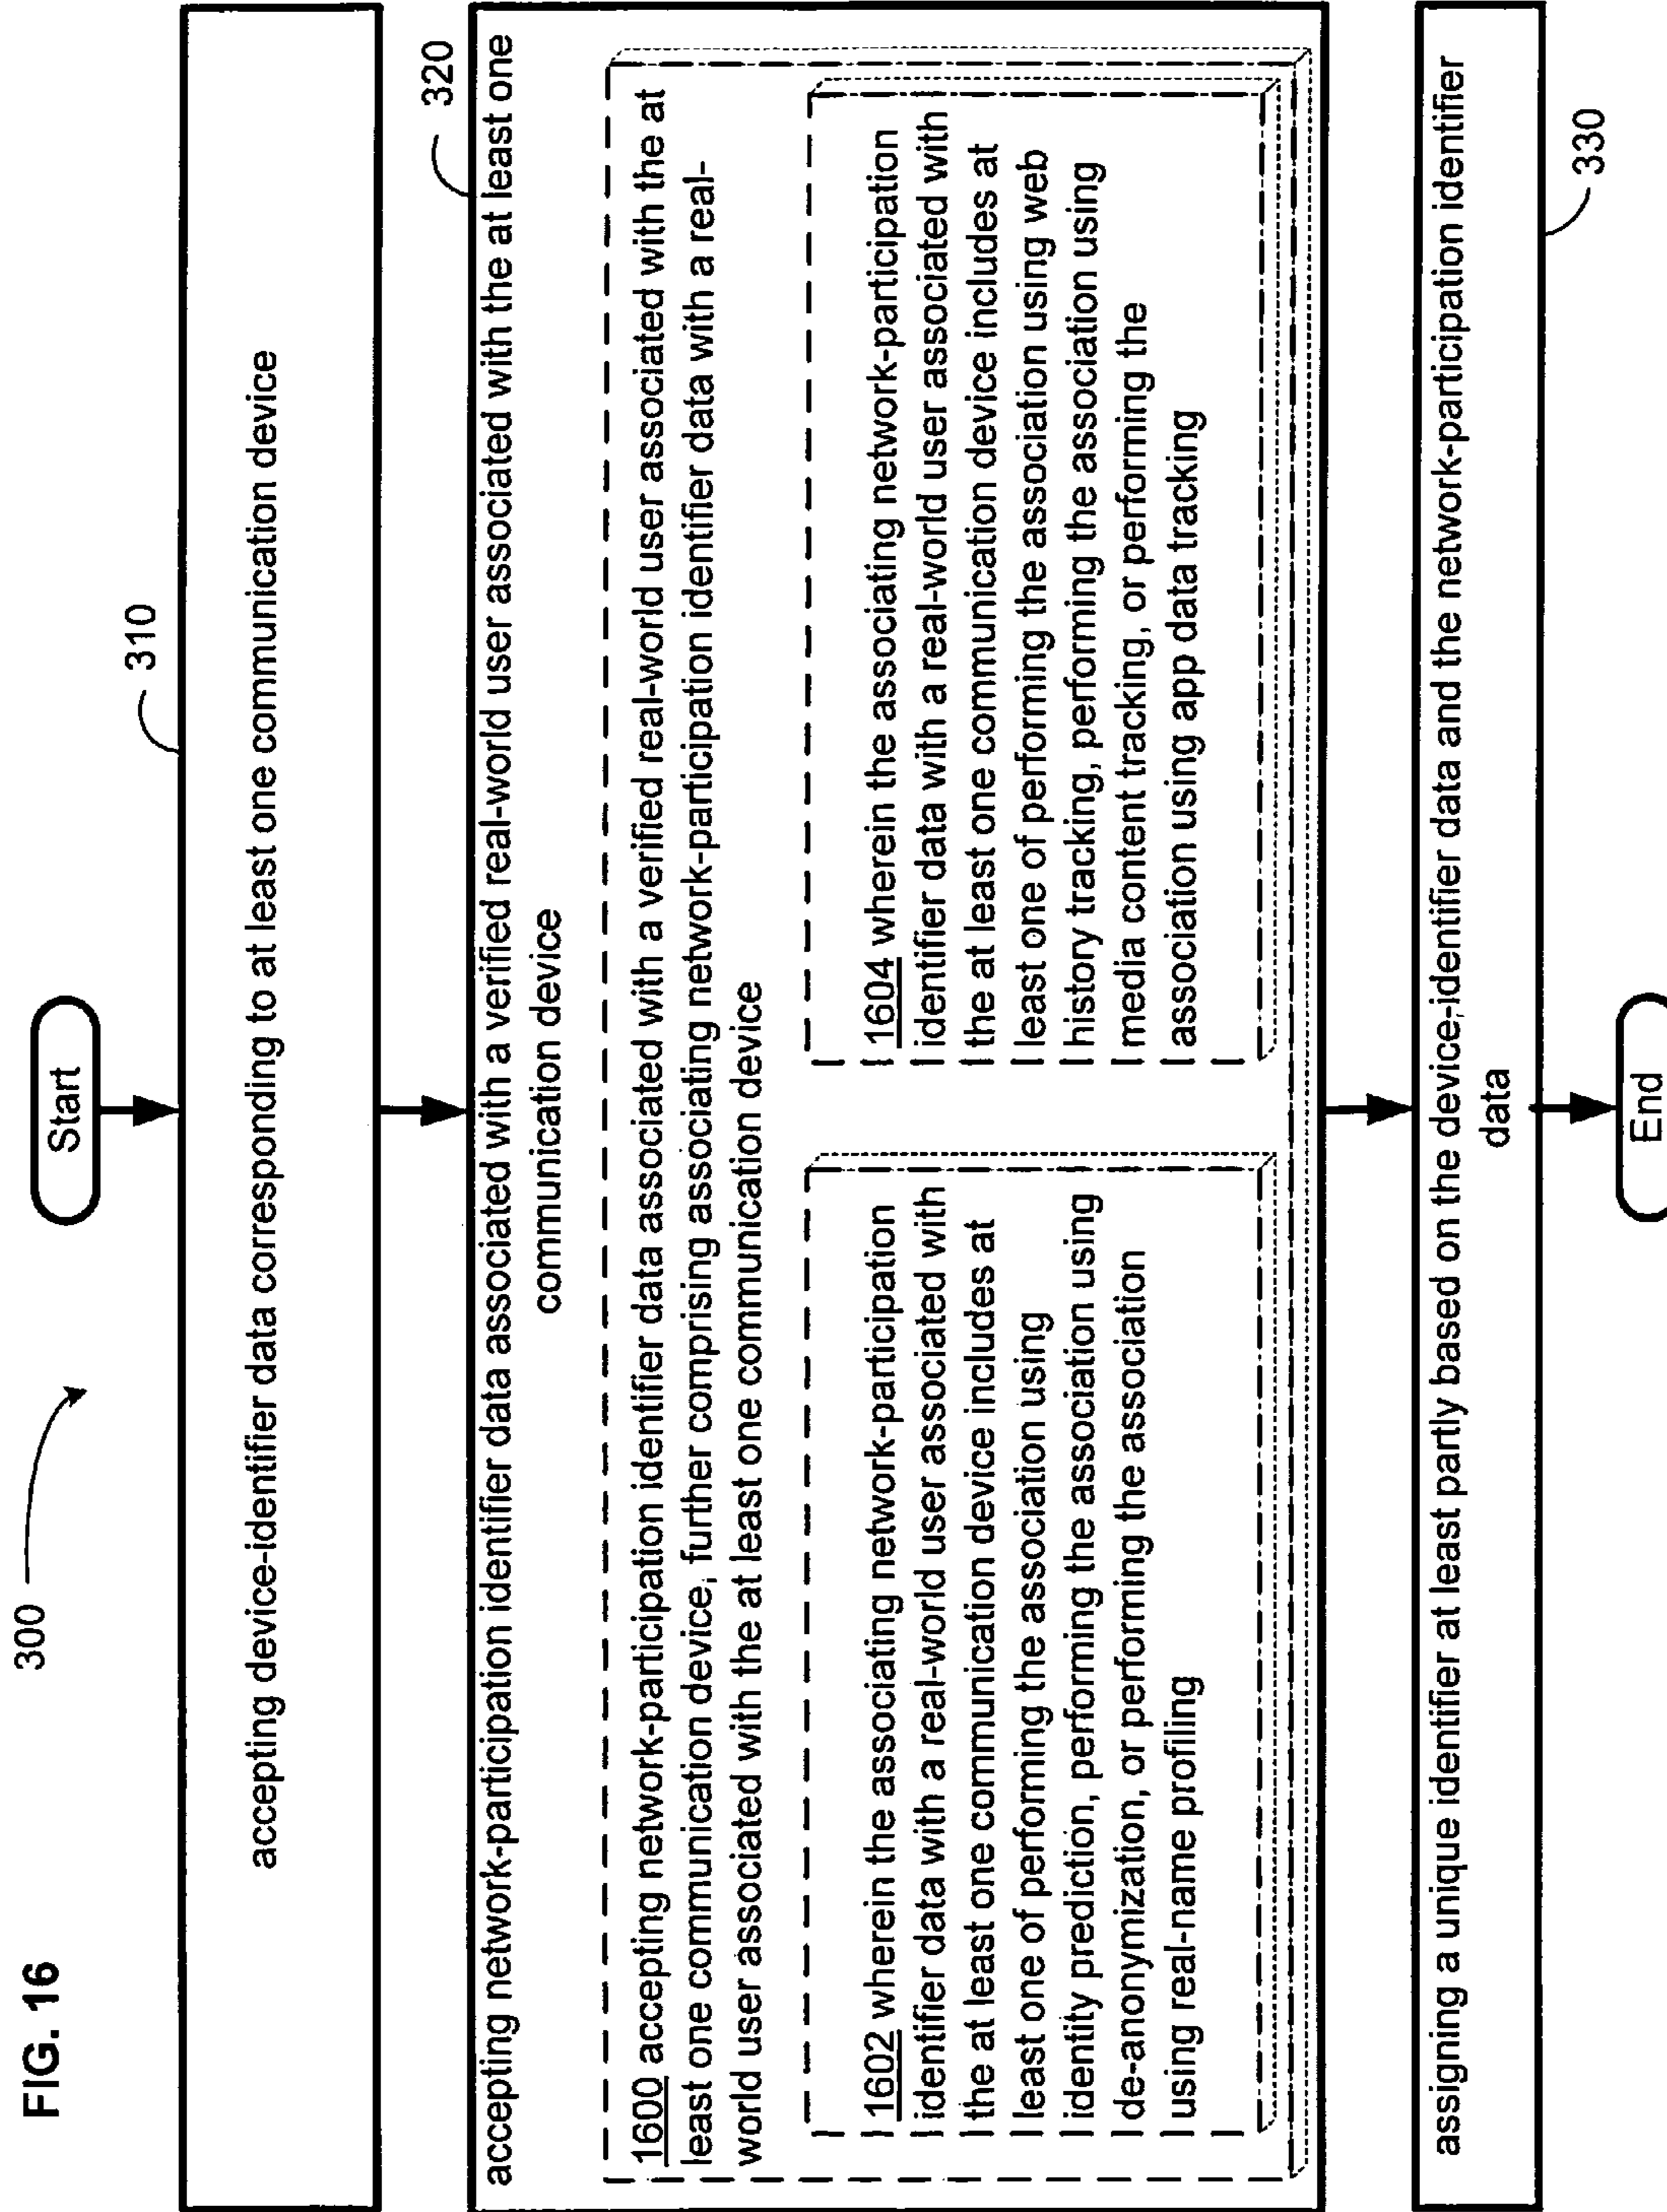 FIG. 16
300
Start
310
accepting device-identifier data corresponding to at least one communication device
320
accepting network-participation identifier data associated with a verified real-world user associated with the at least one
communication device
1600 accepting network-participation identifier data associated with a verified real-world user associated with the at
least one communication device, further comprising associating network-participation identifier data with a real-
world user associated with the at least one communication device
1602 wherein the associating network-participation
identifier data with a real-world user associated with
the at least one communication device includes at
least one of performing the association using
identity prediction, performing the association using
de-anonymization, or performing the association
using real-name profiling
1604 wherein the associating network-participation
identifier data with a real-world user associated with
the at least one communication device includes at
least one of performing the association using web
history tracking, performing the association using
media content tracking, or performing the
association using app data tracking
assigning a unique identifier at least partly based on the device-identifier data and the network-participation identifier
data
330
End